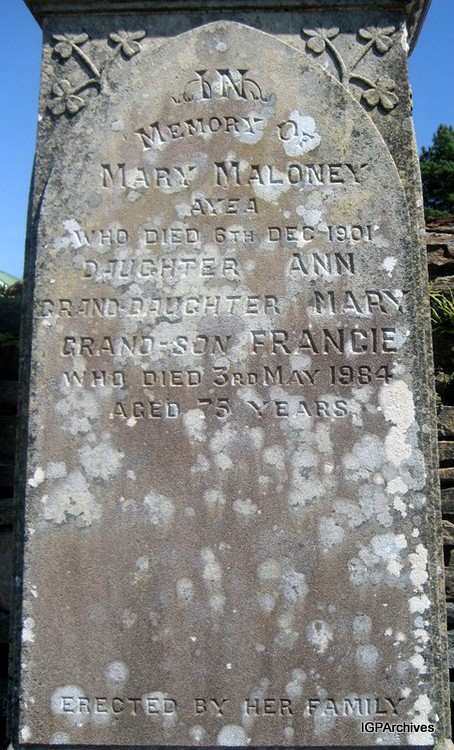 IN
MEMORY OF
MARY MALONEY
AYEA
WHO DIED 6TH DEC 1901
DAUGHTER ANN
GRAND-DAUGHTER MARY
GRAND-SON FRANCIE
WHO DIED 3RD MAY 1984
AGED 75 YEARS
ERECTED BY HER FAMILY
IGPArchives